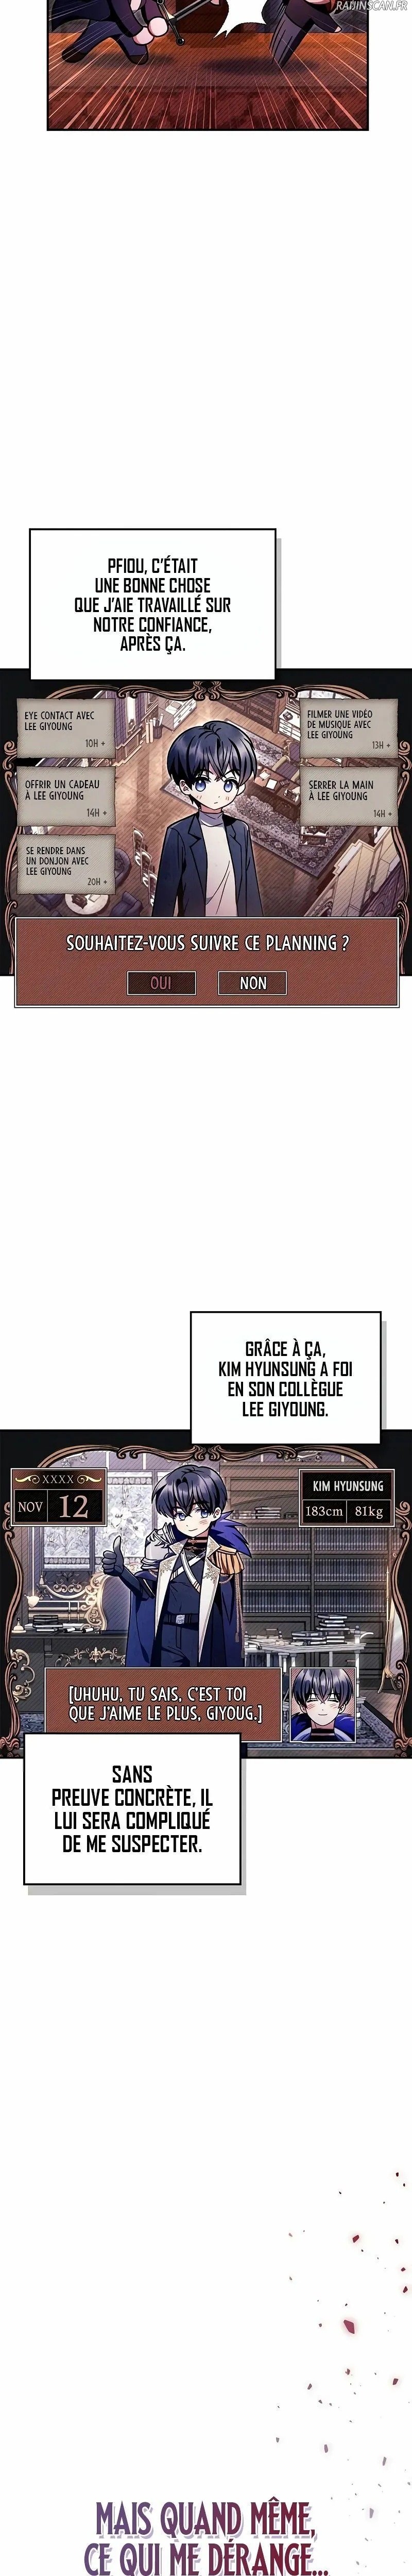 RAIJINSCAN.FR
PFIOU, C'ÉTAIT
UNE BONNE CHOSE
QUE J'AIE TRAVAILLÉ SUR
NOTRE CONFIANCE,
APRÈS ÇA.
EYE CONTACT AVEC
LEE GIYOUNG
10H +
FILMER UNE VIDÉO
DE MUSIQUE AVEC
LEE GIYOUNG
13H +
OFFRIR UN CADEAU
À LEE GIYOUNG
14H +
SERRER LA MAIN
À LEE GIYOUNG
14H +
SE RENDRE DANS
UN DONJON AVEC
LEE GIYOUNG
20H +
SOUHAITEZ-VOUS SUIVRE CE PLANNING ?
OUI
NON
GRÂCE À ÇA,
KIM HYUNSUNG A FOI
EN SON COLLÈGUE
LEE GIYOUNG.
XXXX
NOV 12
KIM HYUNSUNG
183cm 81kg
[UHUHU, TU SAIS, C'EST TOI
QUE J'AIME LE PLUS, GIYOUG.]
SANS
PREUVE CONCRÈTE, IL
LUI SERA COMPLIQUÉ
DE ME SUSPECTER.
MAIS QUAND MÊME,
CE QUI ME DÉRANGE...